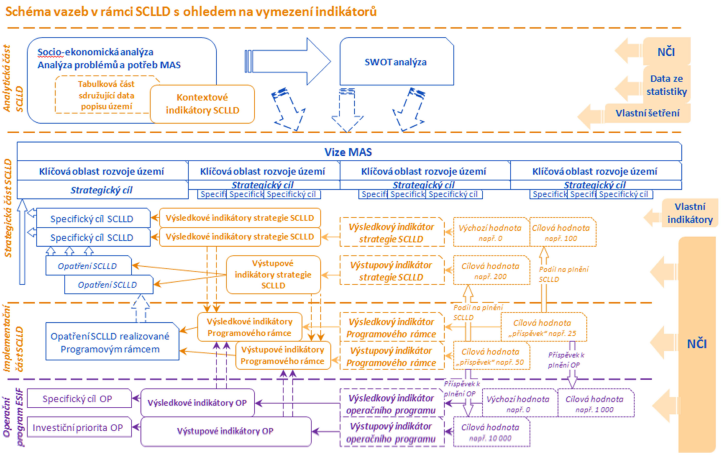 Schéma vazeb v rámci SCLLD s ohledem na vymezení indikátorů
Analytická část
SCLLD
Socio-ekonomická analýza
Analýza problémů a potřeb MAS
Tabulková část
sdružující data
popisu území
Kontextové
indikátory SCLLD
SWOT analýza
NČI
Data ze
statistiky
Vlastní šetření
Strategická část SCLLD
Vize MAS
Klíčová oblast rozvoje území
Klíčová oblast rozvoje území
Klíčová oblast rozvoje území
Klíčová oblast rozvoje území
Strategický cíl
Strategický cíl
Strategický cíl
Strategický cíl
Specifi
Specifick
Specifický cíl
Specifi
Specifick
Specifický cíl
Specifi
Specifick
Specifický cíl
Specifický cíl SCLLD
Výsledkové indikátory strategie SCLLD
Specifický cíl SCLLD
Výsledkové indikátory strategie SCLLD
Výsledkový indikátor
strategie SCLLD
Výchozí hodnota
např. 0
Cílová hodnota
např. 100
Vlastní
indikátory
Opatření SCLLD
Opatření SCLLD
Výstupové
indikátory strategie
SCLLD
Výstupový indikátor
strategie SCLLD
Cílová hodnota
např. 200
Podíl na plnění
SCLLD
Podíl na plnění
SCLLD
Implementační
část SCLLD
Opatření SCLLD realizované
Programovým rámcem
Výsledkové indikátory
Programového rámce
Výstupové indikátory
Programového rámce
Výsledkový indikátor
Programového rámce
Výstupový indikátor
Programového rámce
Cílová hodnota
„příspěvek“ např. 25
Cílová hodnota
„příspěvek“ např. 50
NČI
Příspěvek k
plnění OP
Příspěvek k
plnění OP
Operační
program ESIF
Specifický cíl OP
Výsledkové indikátory OP
Výsledkový indikátor
operačního programu
Výchozí hodnota
např. 0
Cílová hodnota
např. 1 000
Investiční priorita OP
Výstupové indikátory OP
Výstupový indikátor
operačního programu
Cílová hodnota
např. 10 000